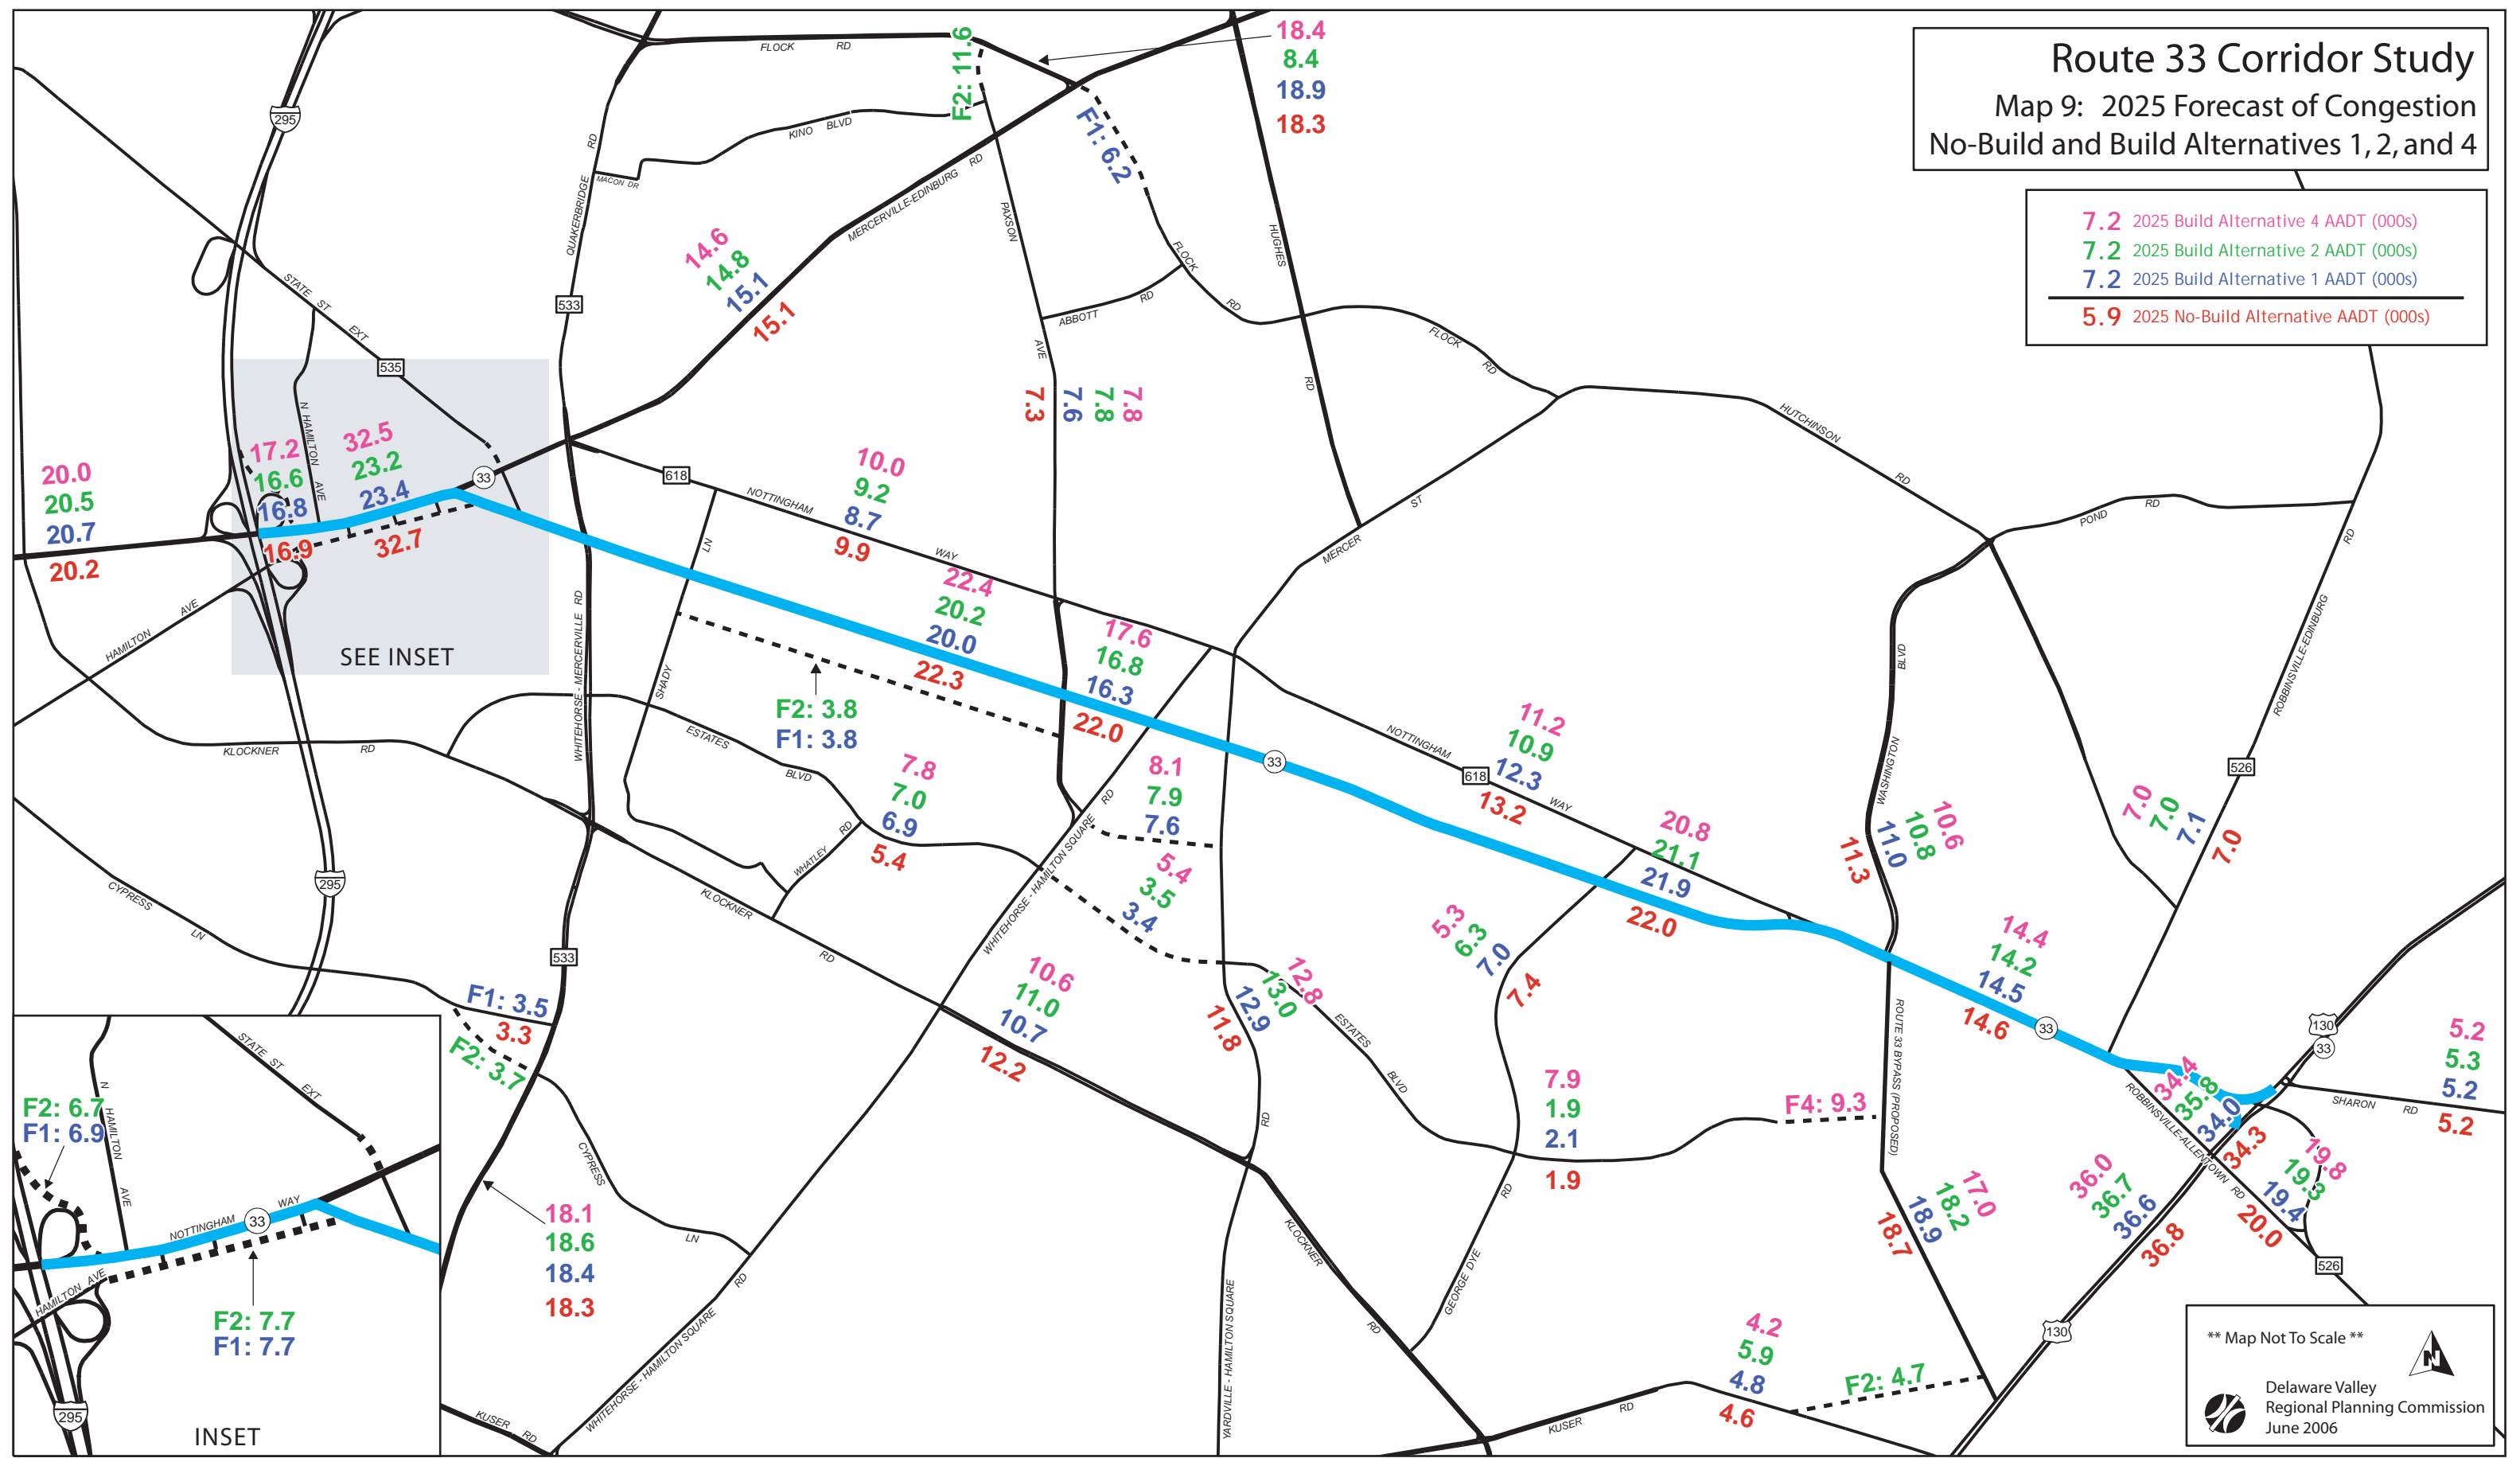 Route 33 Corridor Study
Map 9: 2025 Forecast of Congestion
No-Build and Build Alternatives 1, 2, and 4
7.2 2025 Build Alternative 4 AADT (000s)
7.2 2025 Build Alternative 2 AADT (000s)
7.2 2025 Build Alternative 1 AADT (000s)
5.9 2025 No-Build Alternative AADT (000s)
FLOCK RD
F2: 11.6
18.4
8.4
18.9
18.3
295
KINO BLVD
MACON DR
QUAKERBRIDGE RD
MERCERVILLE-EDINBURG RD
F1: 6.2
PAXSON AVE
HUGHES RD
FLOCK RD
ABBOTT RD
FLOCK RD
STATE ST EXT
535
533
14.6
14.8
15.1
15.1
7.3
7.6
7.8
7.8
HUTCHINSON RD
N HAMILTON AVE
17.2
16.6
16.8
16.9
32.5
23.2
23.4
32.7
33
20.0
20.5
20.7
20.2
SEE INSET
HAMILTON AVE
618
NOTTINGHAM WAY
10.0
9.2
8.7
9.9
MERCER ST
POND RD
ROBBINSVILLE-EDINBURG RD
WHITEHORSE - MERCERVILLE RD
SHADY LN
22.4
20.2
20.0
22.3
17.6
16.8
16.3
22.0
F2: 3.8
F1: 3.8
33
NOTTINGHAM WAY
618
11.2
10.9
12.3
13.2
WASHINGTON BLVD
526
KLOCKNER RD
ESTATES BLVD
7.8
7.0
6.9
5.4
WHATLEY RD
8.1
7.9
7.6
5.4
3.5
3.4
WHITEHORSE - HAMILTON SQUARE RD
20.8
21.1
21.9
22.0
11.3
11.0
10.8
10.6
7.0
7.0
7.1
7.0
295
CYPRESS LN
KLOCKNER RD
533
5.3
6.3
7.0
7.4
14.4
14.2
14.5
14.6
33
F1: 3.5
3.3
F2: 3.7
10.6
11.0
10.7
12.2
12.8
13.0
12.9
11.8
ESTATES BLVD
ROUTE 33 BYPASS (PROPOSED)
130
33
5.2
5.3
5.2
5.2
SHARON RD
34.4
35.8
34.0
34.3
ROBBINSVILLE-ALLENTOWN RD
7.9
1.9
2.1
1.9
F4: 9.3
CYPRESS LN
18.1
18.6
18.4
18.3
YARDVILLE - HAMILTON SQUARE RD
KLOCKNER RD
GEORGE DYE RD
17.0
18.2
18.9
18.7
36.0
36.7
36.6
36.8
19.8
19.3
19.4
20.0
526
130
WHITEHORSE - HAMILTON SQUARE RD
KUSER RD
KUSER RD
4.2
5.9
4.8
4.6
F2: 4.7
STATE ST EXT
N HAMILTON AVE
F2: 6.7
F1: 6.9
NOTTINGHAM WAY
33
HAMILTON AVE
F2: 7.7
F1: 7.7
295
INSET
** Map Not To Scale **
N
Delaware Valley
Regional Planning Commission
June 2006